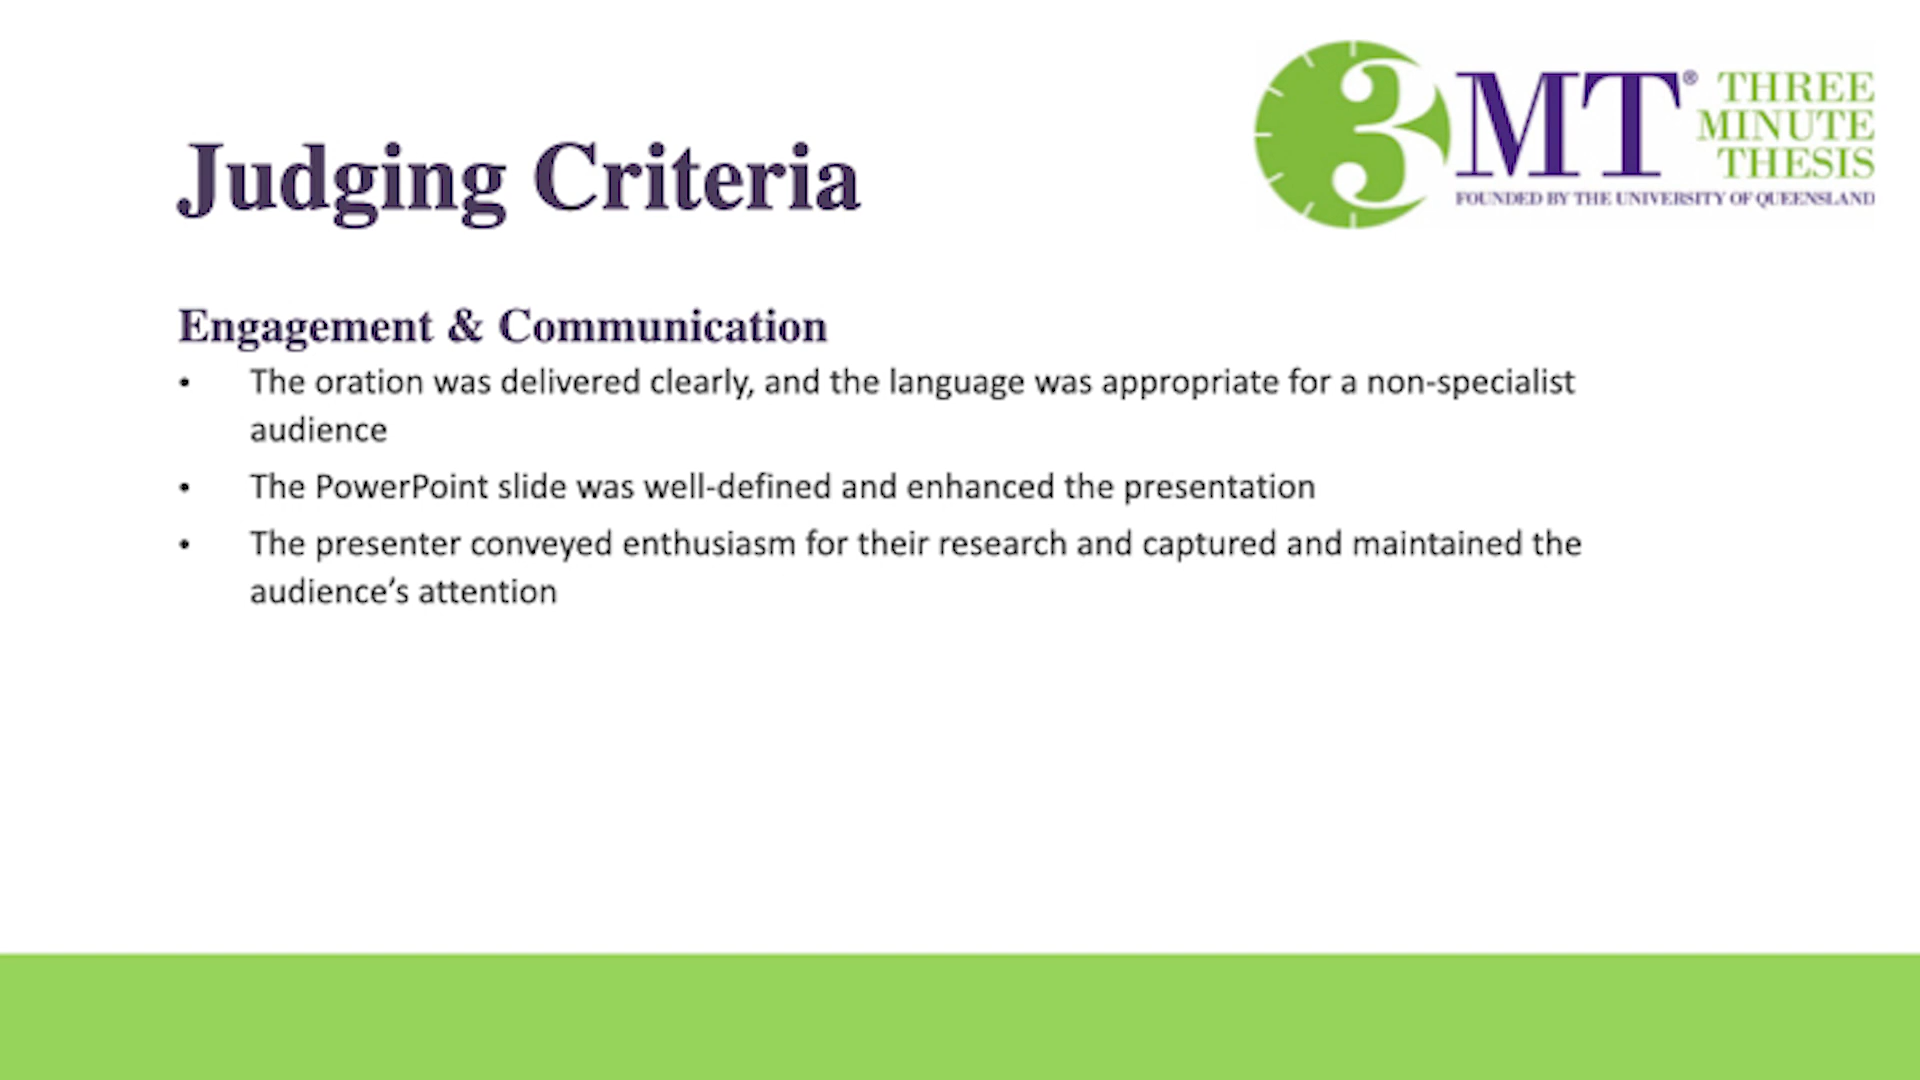 3MT® THREE
MINUTE
THESIS
FOUNDED BY THE UNIVERSITY OF QUEENSLAND
Judging Criteria
Engagement & Communication
• The oration was delivered clearly, and the language was appropriate for a non-specialist
audience
• The PowerPoint slide was well-defined and enhanced the presentation
• The presenter conveyed enthusiasm for their research and captured and maintained the
audience’s attention